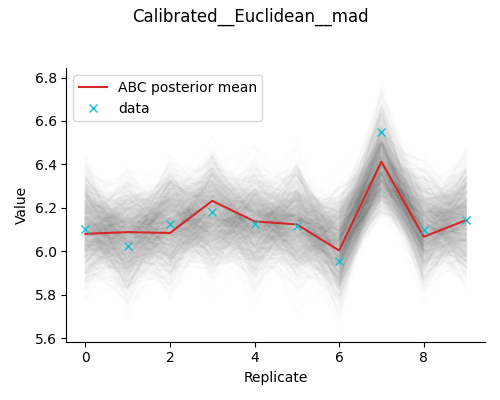 Calibrated__Euclidean__mad
6.8
6.6
6.4
6.2
6.0
5.8
5.6
Value
ABC posterior mean
data
0 2 4 6 8
Replicate